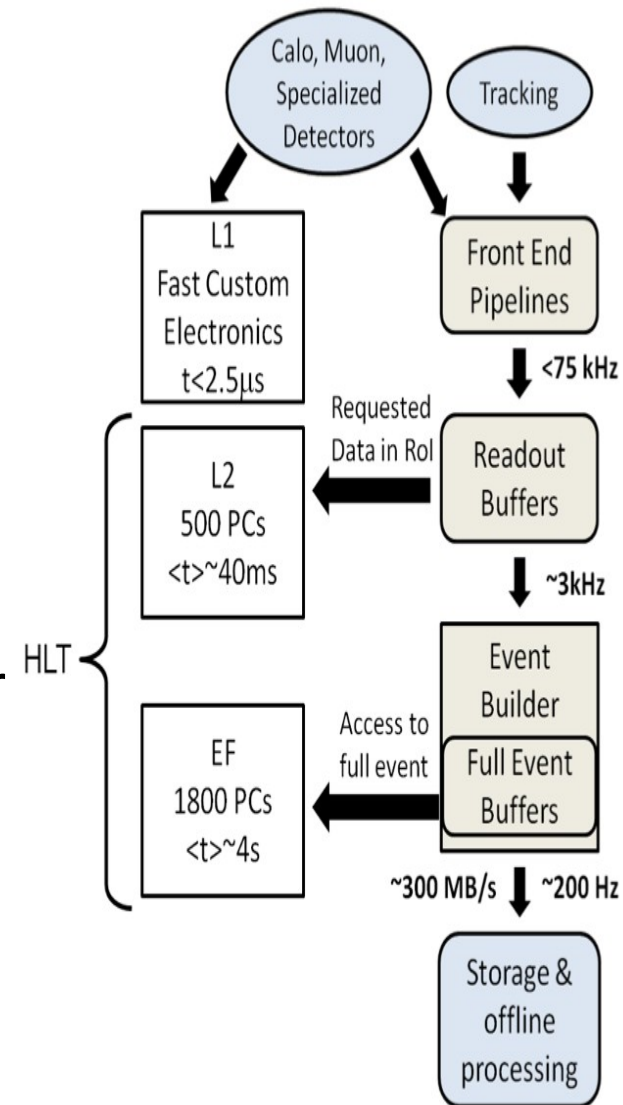 Calo, Muon,
Specialized
Detectors
Tracking
L1
Fast Custom
Electronics
t<2.5μs
Front End
Pipelines
<75 kHz
Requested
Data in RoI
L2
500 PCs
<t>~40ms
Readout
Buffers
~3kHz
HLT
Event
Builder
Access to
full event
EF
1800 PCs
<t>~4s
Full Event
Buffers
~300 MB/s
~200 Hz
Storage &
offline
processing